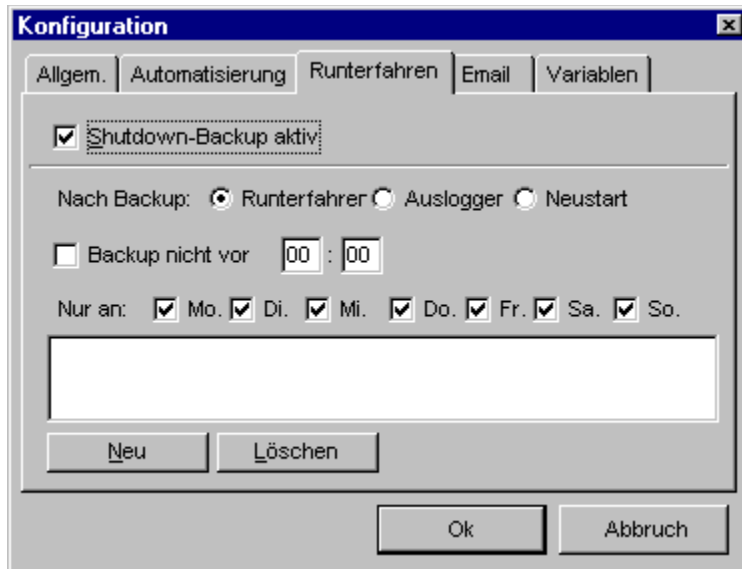 Konfiguration
Allgem. Automatisierung Runterfahren Email Variablen
Shutdown-Backup aktiv
Nach Backup: Runterfahrer Auslogger Neustart
Backup nicht vor 00 : 00
Nur an: Mo. Di. Mi. Do. Fr. Sa. So.
Neu Löschen
Ok Abbruch